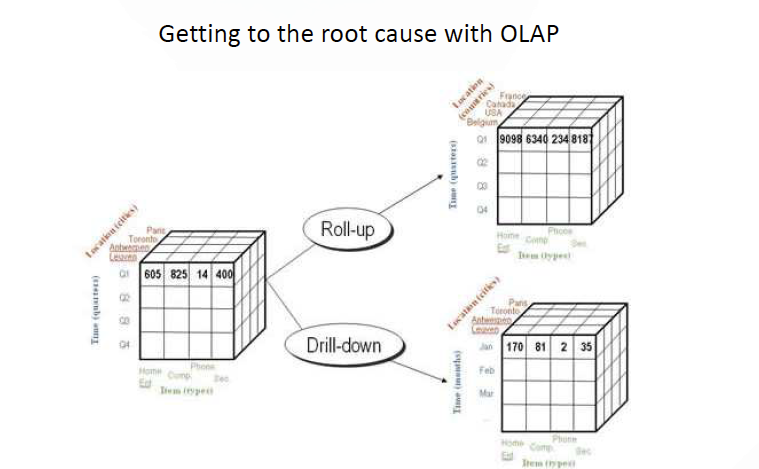 Getting to the root cause with OLAP
Location (countries)
France
Canada
USA
Belgium
Time (quarters)
Q1 9098 6340 234 8187
Q2
Q3
Q4
Home Phone
Ent Comp Sec
Item (types)
Roll-up
Location (cities)
Paris
Toronto
Antwerpen
Leuven
Time (quarters)
Q1 605 825 14 400
Q2
Q3
Q4
Home Phone
Ent Comp. Sec
Item (types)
Drill-down
Location (cities)
Paris
Toronto
Antwerpen
Leuven
Time (months)
Jan 170 81 2 35
Feb
Mar
Home Phone
Ent Comp. Sec
Item (types)